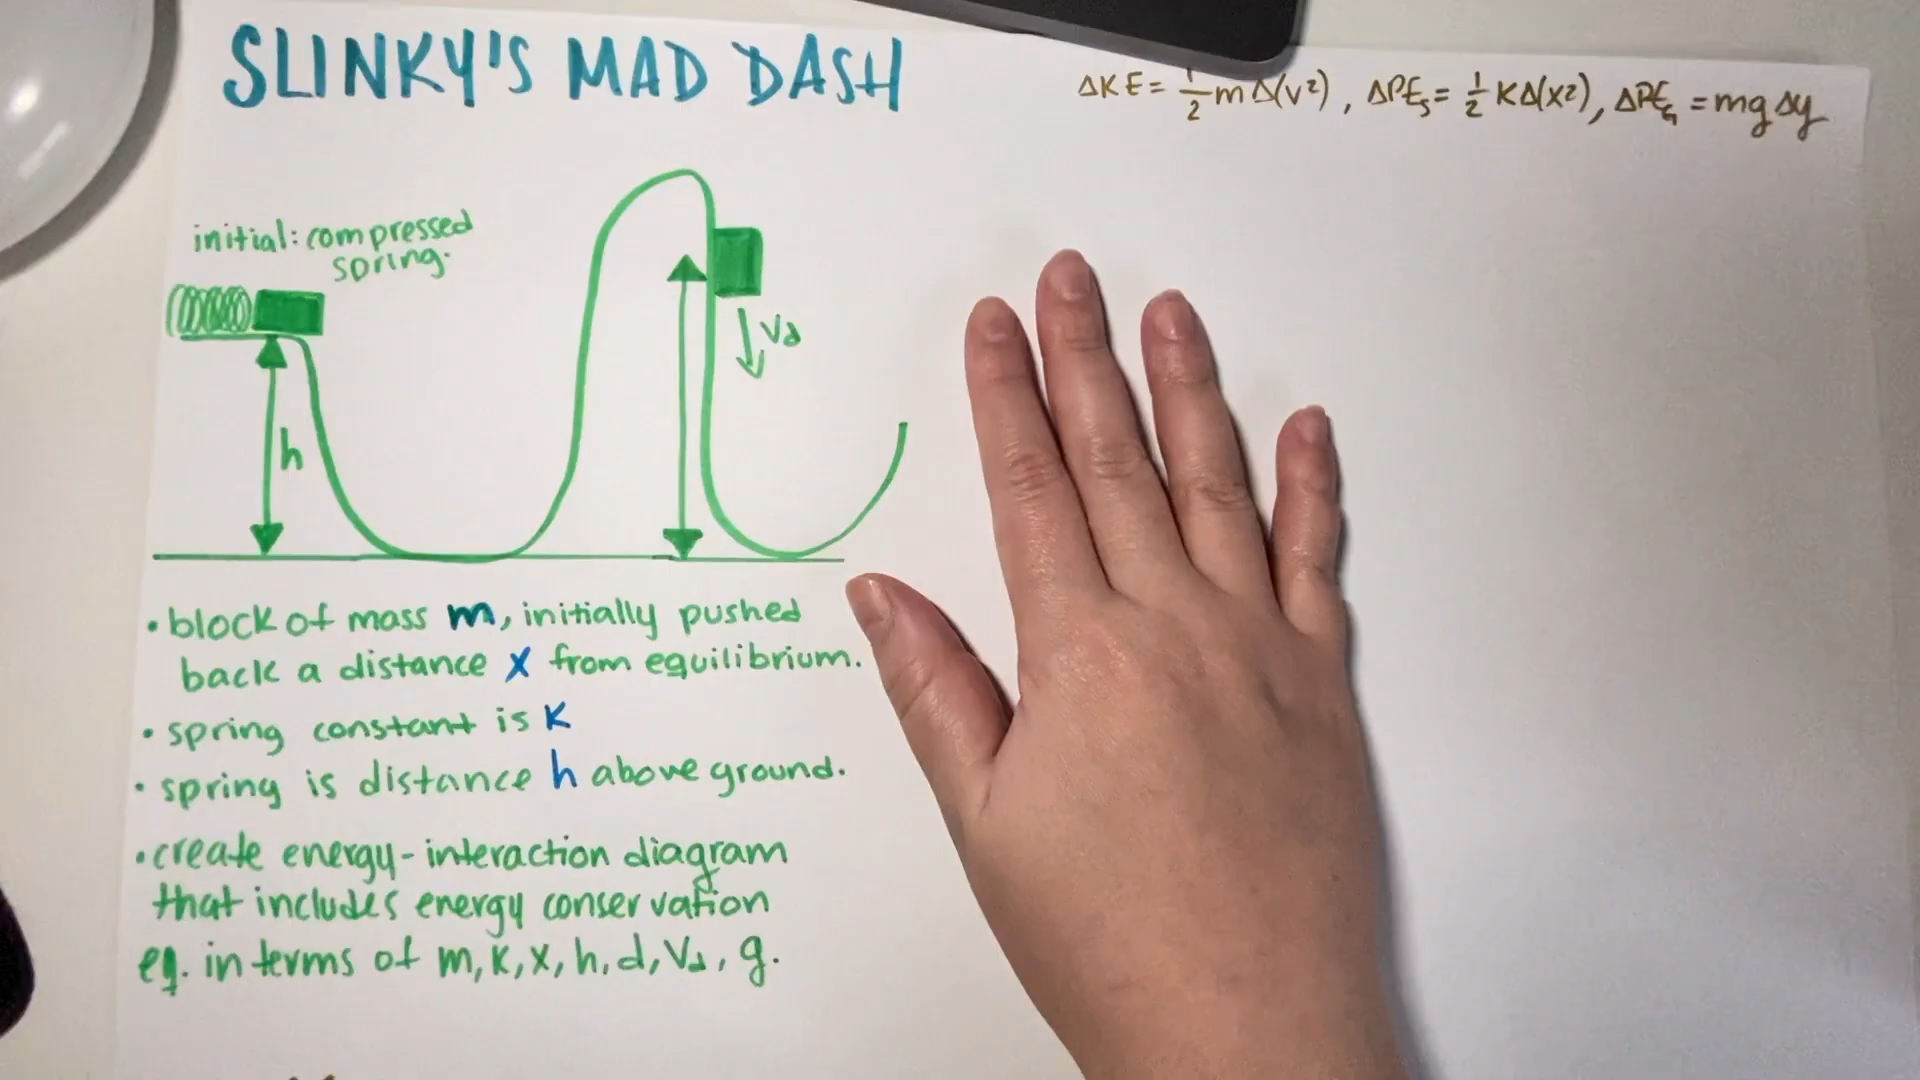 SLINKY'S MAD DASH
ΔKE = 1/2 m Δ(v²), ΔPEs = 1/2 K Δ(x²), ΔPEG = mg Δy
initial: compressed
spring.
h
Vd
• block of mass m, initially pushed
back a distance x from equilibrium.
• spring constant is K
• spring is distance h above ground.
• create energy-interaction diagram
that includes energy conservation
eq. in terms of m, K, x, h, d, Vd, g.